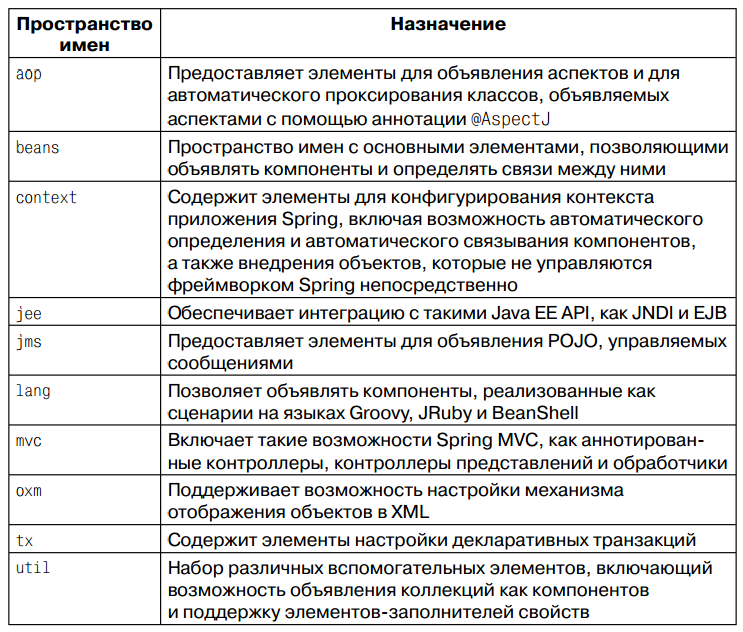 Пространство имен
Назначение
aop
Предоставляет элементы для объявления аспектов и для
автоматического проксирования классов, объявляемых
аспектами с помощью аннотации @AspectJ
beans
Пространство имен с основными элементами, позволяющими
объявлять компоненты и определять связи между ними
context
Содержит элементы для конфигурирования контекста
приложения Spring, включая возможность автоматического
определения и автоматического связывания компонентов,
а также внедрения объектов, которые не управляются
фреймворком Spring непосредственно
jee
Обеспечивает интеграцию с такими Java EE API, как JNDI и EJB
jms
Предоставляет элементы для объявления POJO, управляемых
сообщениями
lang
Позволяет объявлять компоненты, реализованные как
сценарии на языках Groovy, JRuby и BeanShell
mvc
Включает такие возможности Spring MVC, как аннотирован-
ные контроллеры, контроллеры представлений и обработчики
oxm
Поддерживает возможность настройки механизма
отображения объектов в XML
tx
Содержит элементы настройки декларативных транзакций
util
Набор различных вспомогательных элементов, включающий
возможность объявления коллекций как компонентов
и поддержку элементов-заполнителей свойств